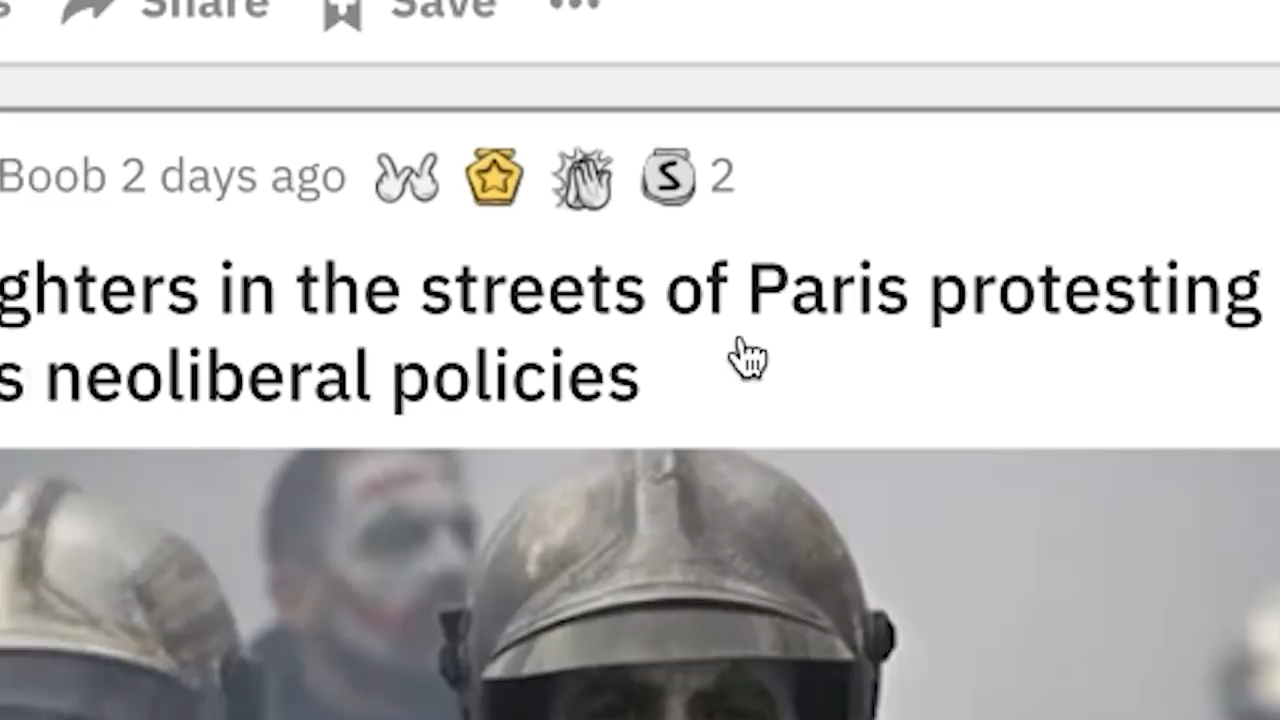 Share Save
Boob 2 days ago S 2
ghters in the streets of Paris protesting
s neoliberal policies